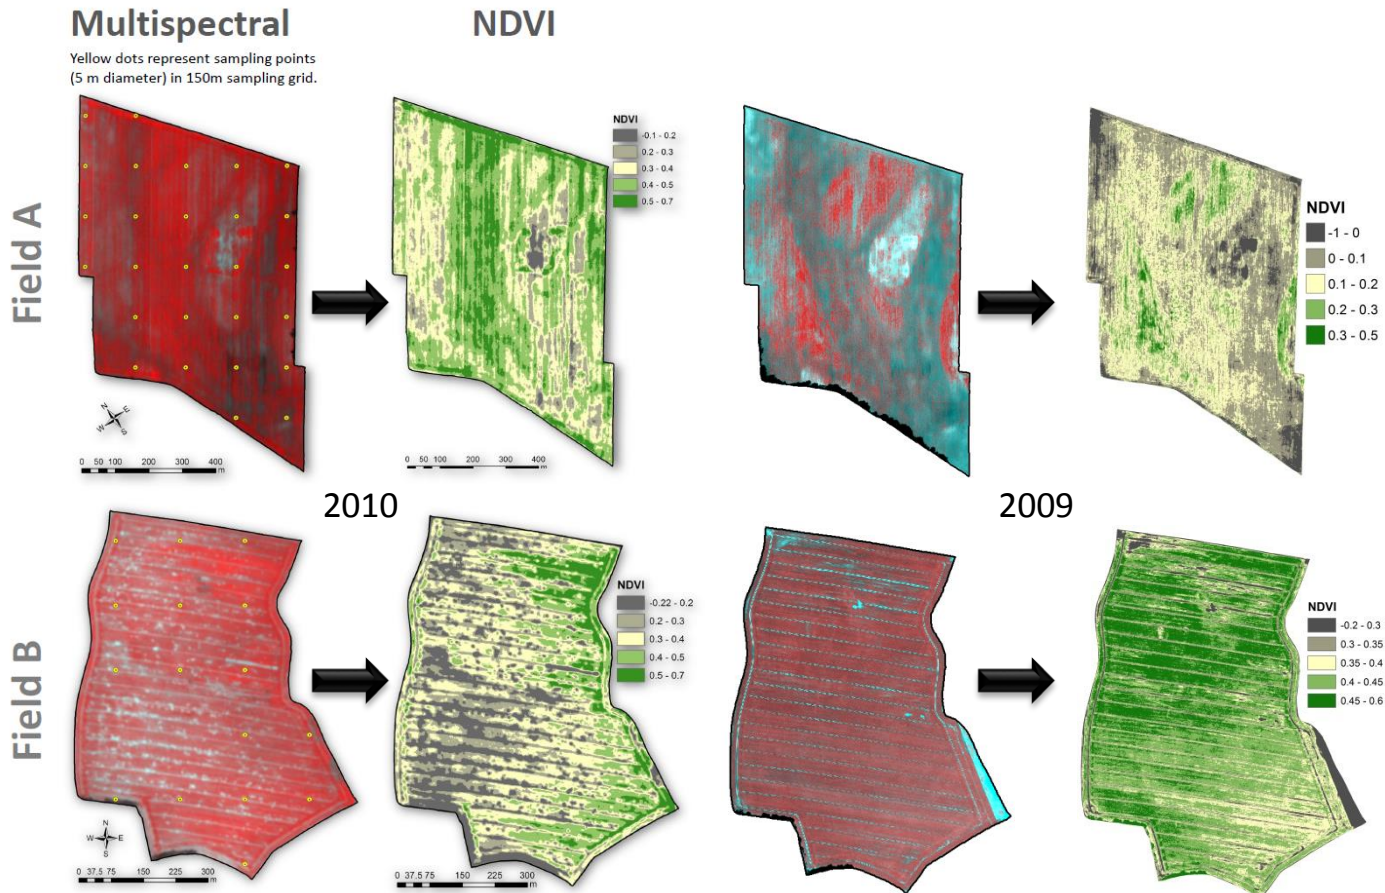 Multispectral
NDVI
Yellow dots represent sampling points
(5 m diameter) in 150m sampling grid.
Field A
NDVI
-0.1 - 0.2
0.2 - 0.3
0.3 - 0.4
0.4 - 0.5
0.5 - 0.7
NDVI
-1 - 0
0 - 0.1
0.1 - 0.2
0.2 - 0.3
0.3 - 0.5
N
E
W
S
0 50 100 200 300 400
m
0 50 100 200 300 400
m
2010
2009
Field B
NDVI
-0.22 - 0.2
0.2 - 0.3
0.3 - 0.4
0.4 - 0.5
0.5 - 0.7
NDVI
-0.2 - 0.3
0.3 - 0.35
0.35 - 0.4
0.4 - 0.45
0.45 - 0.6
N
W E
S
0 37.5 75 150 225 300
m
0 37.5 75 150 225 300
m